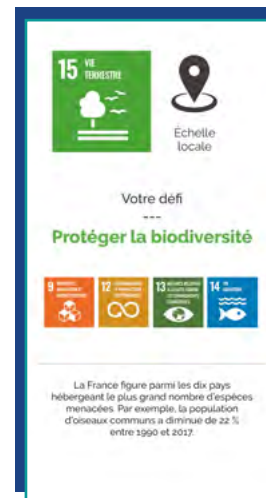 15 VIE
TERRESTRE
Échelle
locale
Votre défi
---
Protéger la biodiversité
9
12
13
14
La France figure parmi les dix pays
hébergeant le plus grand nombre d'espèces
menacées. Par exemple, la population
d'oiseaux communs a diminué de 22 %
entre 1990 et 2017.